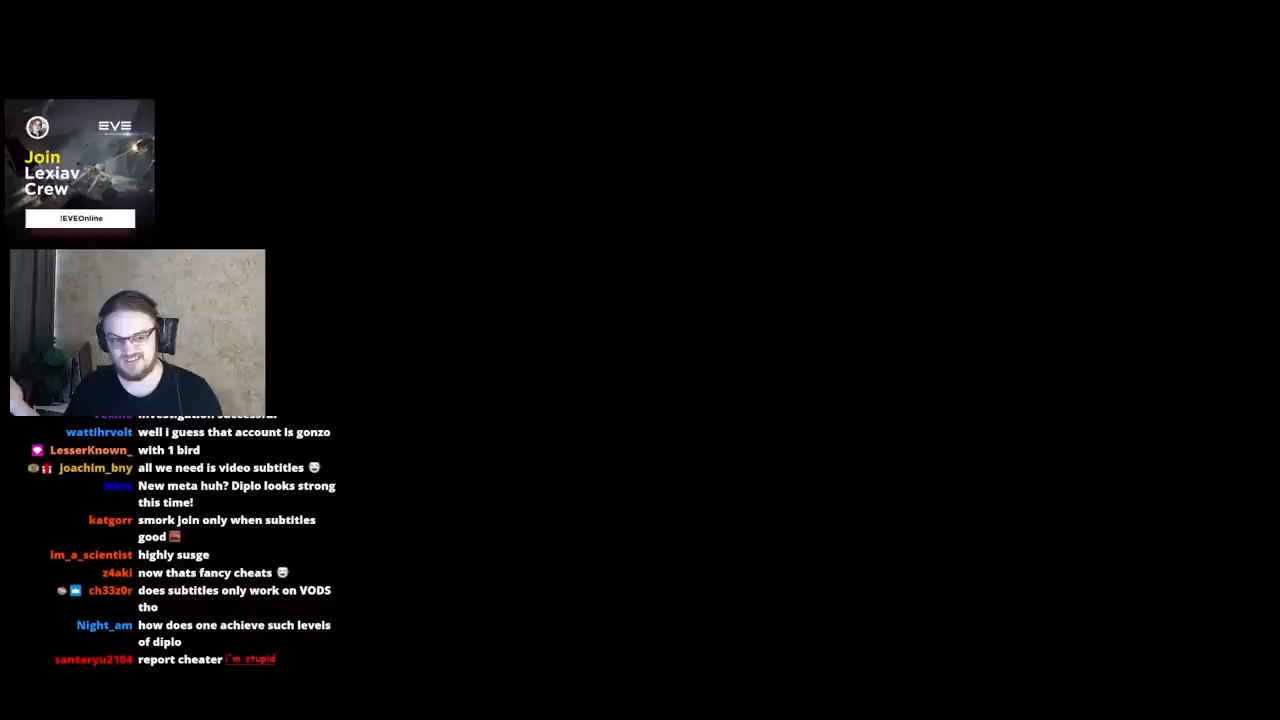 EVE
Join
Lexiav
Crew
!EVEOnline
wattihrvolt well i guess that account is gonzo
LesserKnown_ with 1 bird
joachim_bny all we need is video subtitles
New meta huh? Diplo looks strong
this time!
katgorr smork join only when subtitles
good
im_a_scientist highly susge
z4aki now thats fancy cheats
ch33z0r does subtitles only work on VODS
tho
Night_am how does one achieve such levels
of diplo
santaryu2104 report cheater i'm stupid